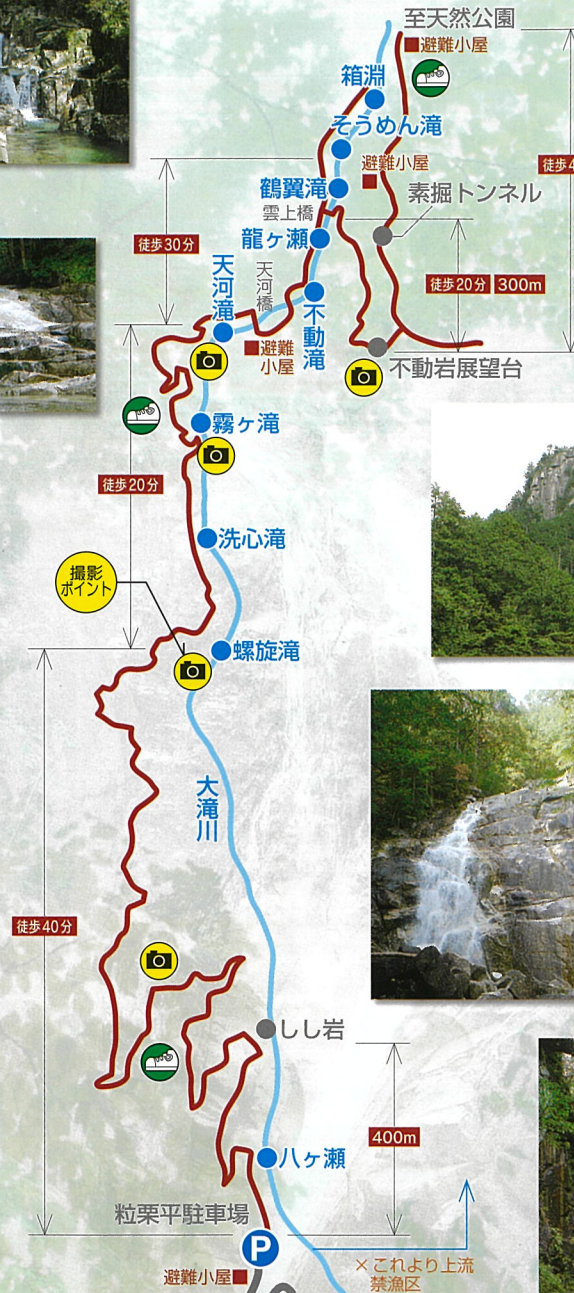 至天然公園
避難小屋
箱淵
そうめん滝
避難小屋
徒歩4
鶴翼滝
雲上橋
素掘トンネル
徒歩30分
龍ヶ瀬
天河滝
天河橋
徒歩20分 300m
不動滝
避難
小屋
不動岩展望台
霧ヶ滝
徒歩20分
洗心滝
撮影
ポイント
螺旋滝
大滝川
徒歩40分
しし岩
400m
八ヶ瀬
粒栗平駐車場
P
避難小屋
×これより上流
禁漁区